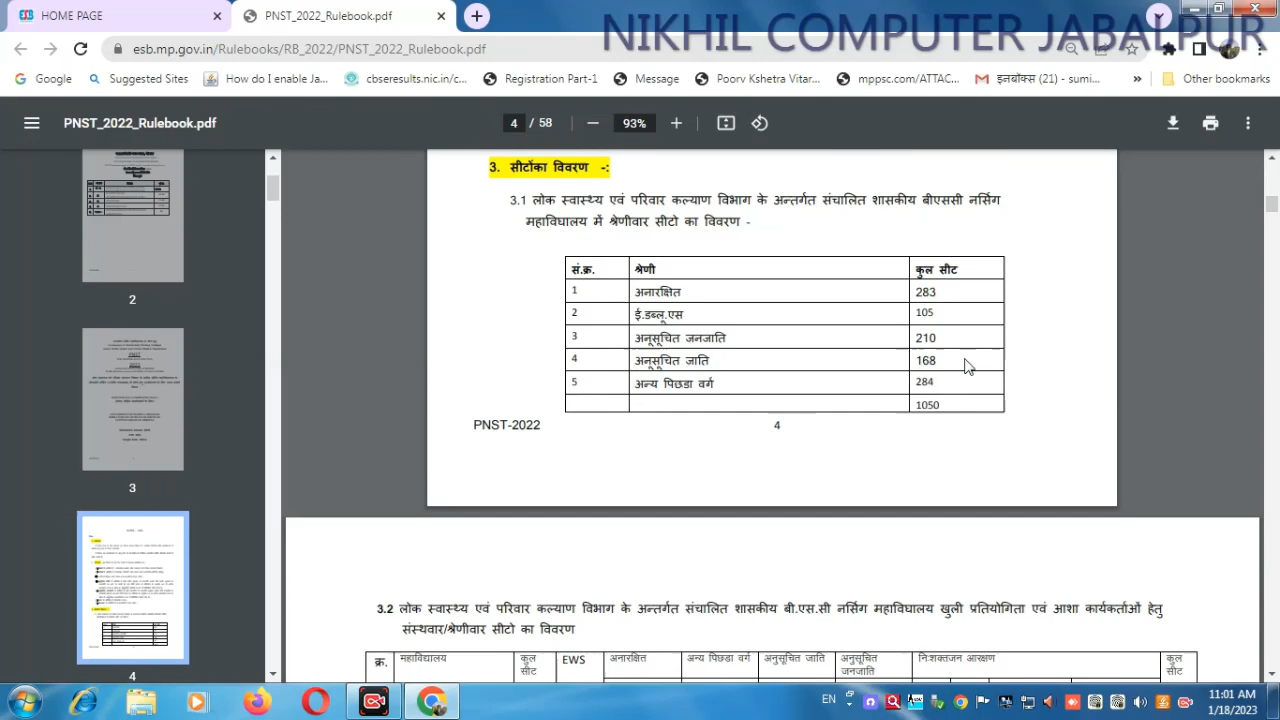 HOME PAGE
PNST_2022_Rulebook.pdf
NIKHIL COMPUTER JABALPUR
esb.mp.gov.in/Rulebooks/RB_2022/PNST_2022_Rulebook.pdf
Google
Suggested Sites
How do I enable Ja...
cbseresults.nic.in/c...
Registration Part-1
Message
Poorv Kshetra Vitar...
mppsc.com/ATTAC...
इनबॉक्स (21) - sumi...
»
Other bookmarks
PNST_2022_Rulebook.pdf
4 / 58
93%
2
3
4
3. सीटोंका विवरण -:
3.1 लोक स्वास्थ्य एवं परिवार कल्याण विभाग के अन्तर्गत संचालित शासकीय बीएससी नर्सिग
महाविघालय में श्रेणीवार सीटो का विवरण -
सं.क्र. श्रेणी कुल सीट
1 अनारक्षित 283
2 ई.डब्लू.एस 105
3 अनूसूचित जनजाति 210
4 अनूसूचित जाति 168
5 अन्य पिछडा वर्ग 284
1050
PNST-2022 4
3.2 लोक स्वास्थ्य एवं परिवार कल्याण विभाग के अन्तर्गत संचालित शासकीय बी.एस.सी नर्सिग महाविघालय खुली प्रतियोगिता एवं आशा कार्यकर्ताओं हेतु
संस्थवार/श्रेणीवार सीटो का विवरण
क्र. महाविद्यालय कुल सीट EWS अनारक्षित अन्य पिछडा वर्ग अनुसूचित जाति अनुसूचित जनजाति निःशक्तजन आरक्षण कुल सीट
EN
11:01 AM
1/18/2023